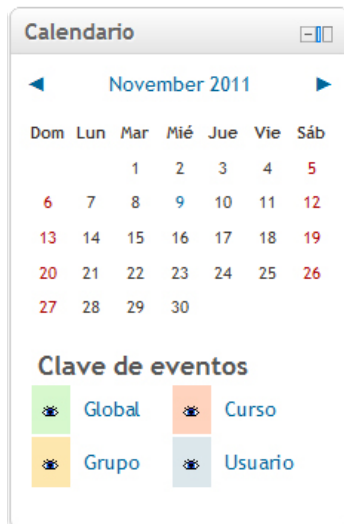 Calendario
November 2011
Dom Lun Mar Mié Jue Vie Sáb
1 2 3 4 5
6 7 8 9 10 11 12
13 14 15 16 17 18 19
20 21 22 23 24 25 26
27 28 29 30
Clave de eventos
Global Curso
Grupo Usuario